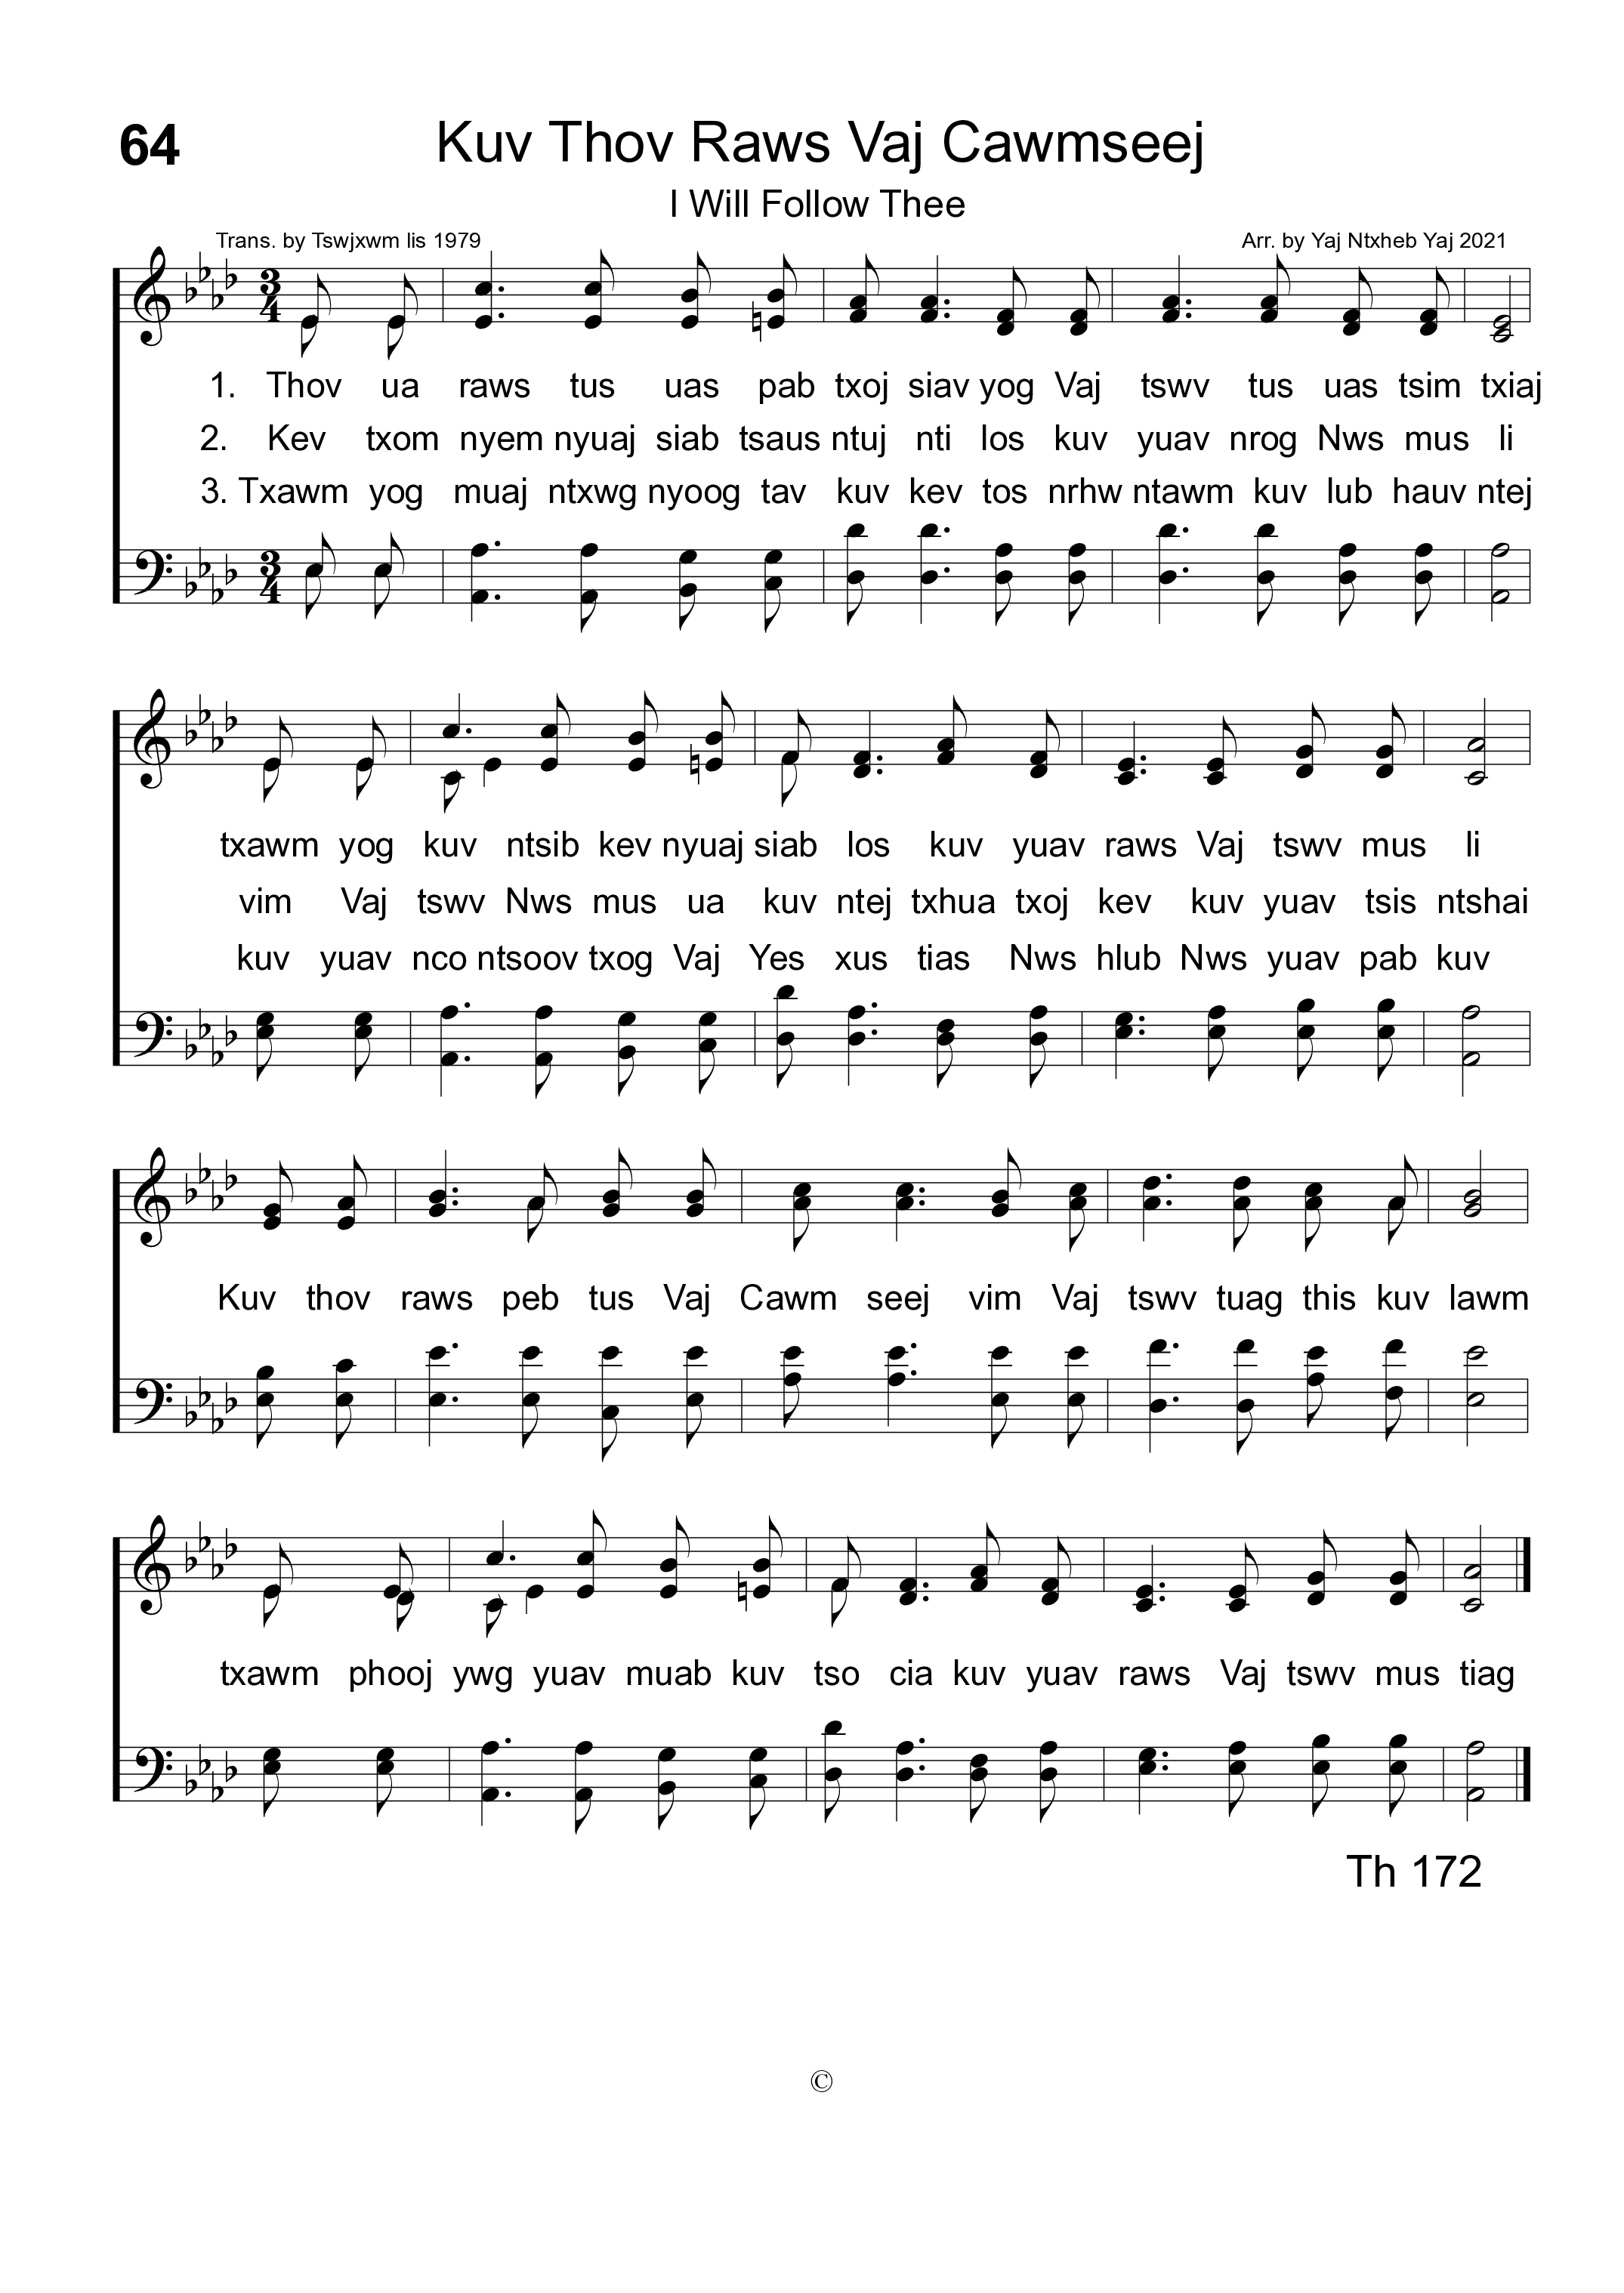 64
Kuv Thov Raws Vaj Cawmseej
I Will Follow Thee
Trans. by Tswjxwm lis 1979
Arr. by Yaj Ntxheb Yaj 2021
1. Thov ua raws tus uas pab txoj siav yog Vaj tswv tus uas tsim txiaj
2. Kev txom nyem nyuaj siab tsaus ntuj nti los kuv yuav nrog Nws mus li
3. Txawm yog muaj ntxwg nyoog tav kuv kev tos nrhw ntawm kuv lub hauv ntej
txawm yog kuv ntsib kev nyuaj siab los kuv yuav raws Vaj tswv mus li
vim Vaj tswv Nws mus ua kuv ntej txhua txoj kev kuv yuav tsis ntshai
kuv yuav nco ntsoov txog Vaj Yes xus tias Nws hlub Nws yuav pab kuv
Kuv thov raws peb tus Vaj Cawm seej vim Vaj tswv tuag this kuv lawm
txawm phooj ywg yuav muab kuv tso cia kuv yuav raws Vaj tswv mus tiag
Th 172
©